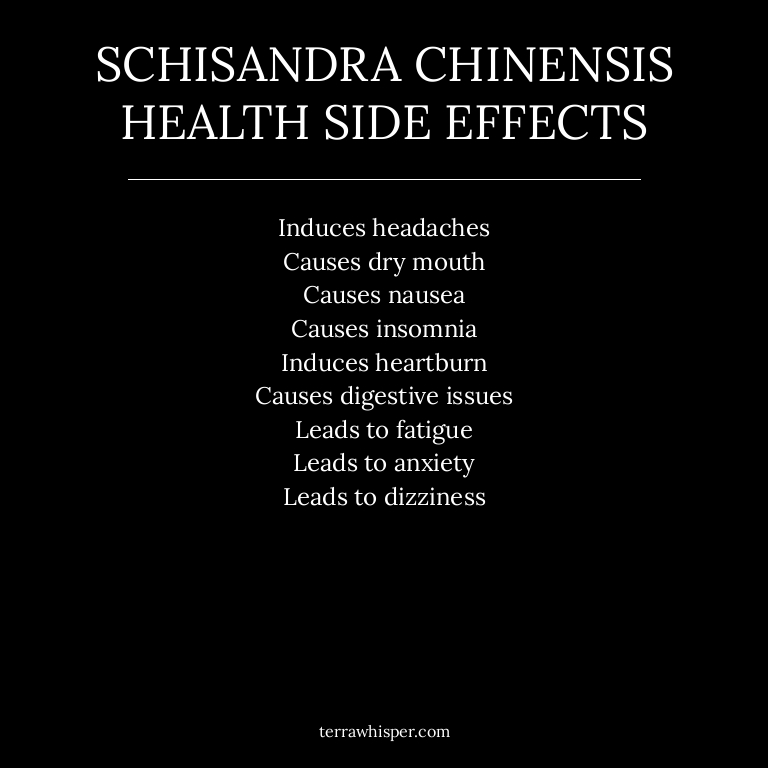 SCHISANDRA CHINENSIS
HEALTH SIDE EFFECTS
Induces headaches
Causes dry mouth
Causes nausea
Causes insomnia
Induces heartburn
Causes digestive issues
Leads to fatigue
Leads to anxiety
Leads to dizziness
terrawhisper.com